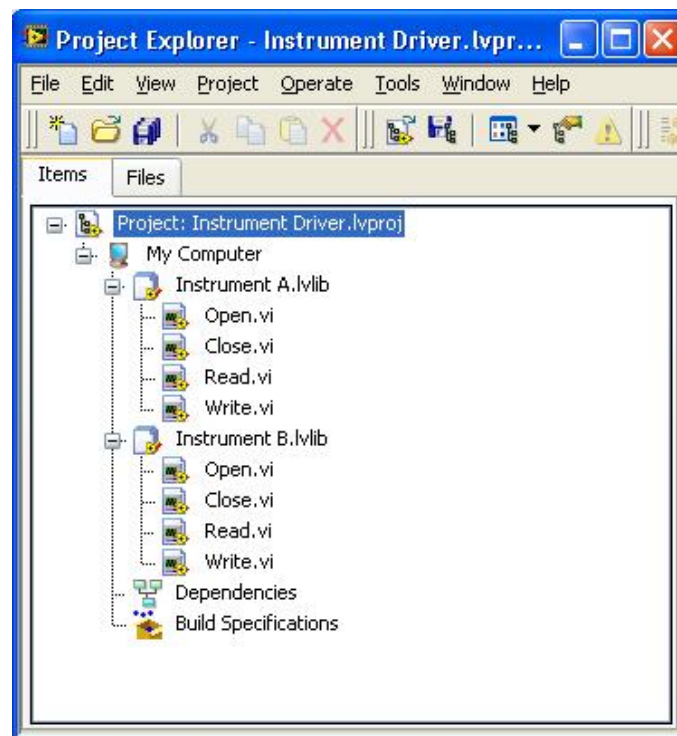 Project Explorer - Instrument Driver.lvpr...
File Edit View Project Operate Tools Window Help
Items Files
Project: Instrument Driver.lvproj
My Computer
Instrument A.lvlib
Open.vi
Close.vi
Read.vi
Write.vi
Instrument B.lvlib
Open.vi
Close.vi
Read.vi
Write.vi
Dependencies
Build Specifications